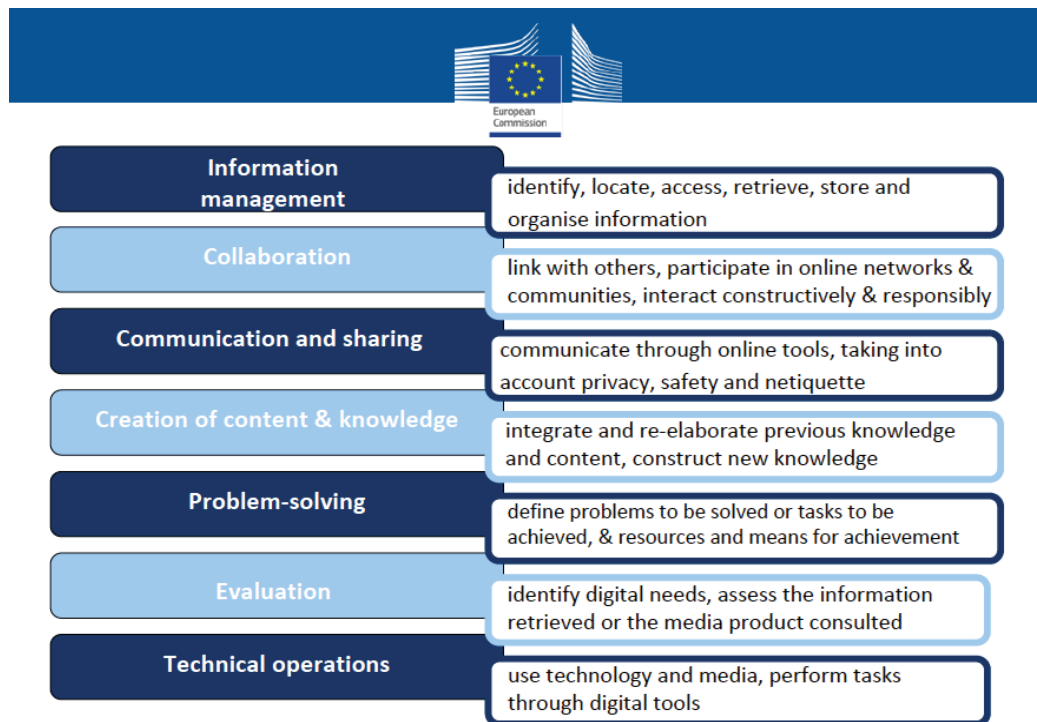 European
Commission
Information
management
identify, locate, access, retrieve, store and
organise information
Collaboration
link with others, participate in online networks &
communities, interact constructively & responsibly
Communication and sharing
communicate through online tools, taking into
account privacy, safety and netiquette
Creation of content & knowledge
integrate and re-elaborate previous knowledge
and content, construct new knowledge
Problem-solving
define problems to be solved or tasks to be
achieved, & resources and means for achievement
Evaluation
identify digital needs, assess the information
retrieved or the media product consulted
Technical operations
use technology and media, perform tasks
through digital tools